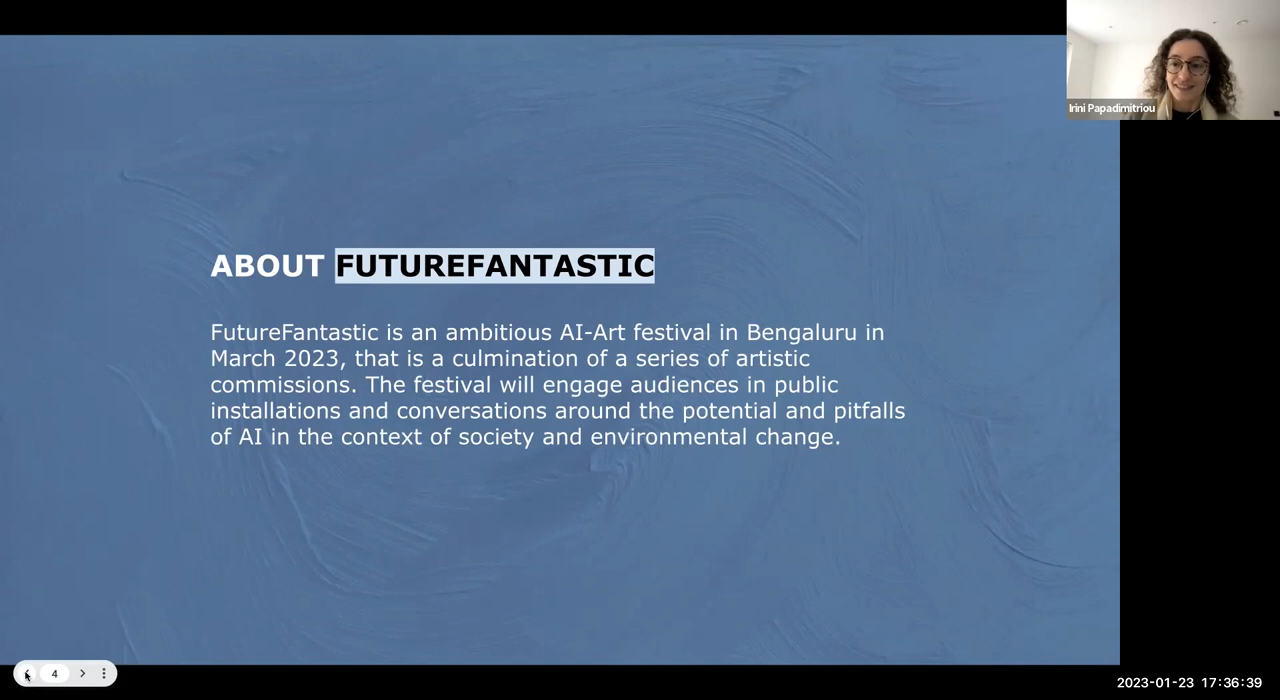 Irini Papadimitriou
ABOUT FUTUREFANTASTIC
FutureFantastic is an ambitious AI-Art festival in Bengaluru in
March 2023, that is a culmination of a series of artistic
commissions. The festival will engage audiences in public
installations and conversations around the potential and pitfalls
of AI in the context of society and environmental change.
4
2023-01-23 17:36:39